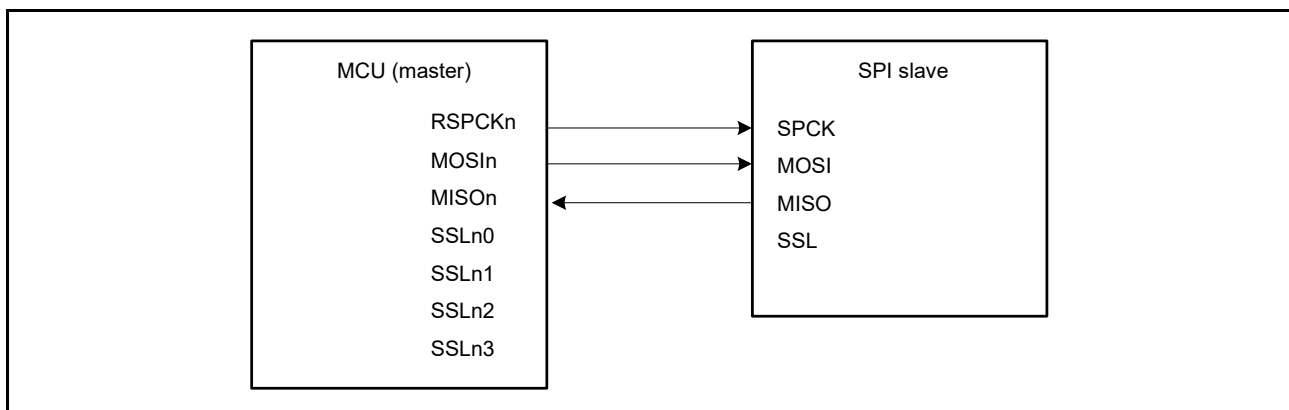 MCU (master)
RSPCKn
MOSIn
MISOn
SSLn0
SSLn1
SSLn2
SSLn3
SPI slave
SPCK
MOSI
MISO
SSL